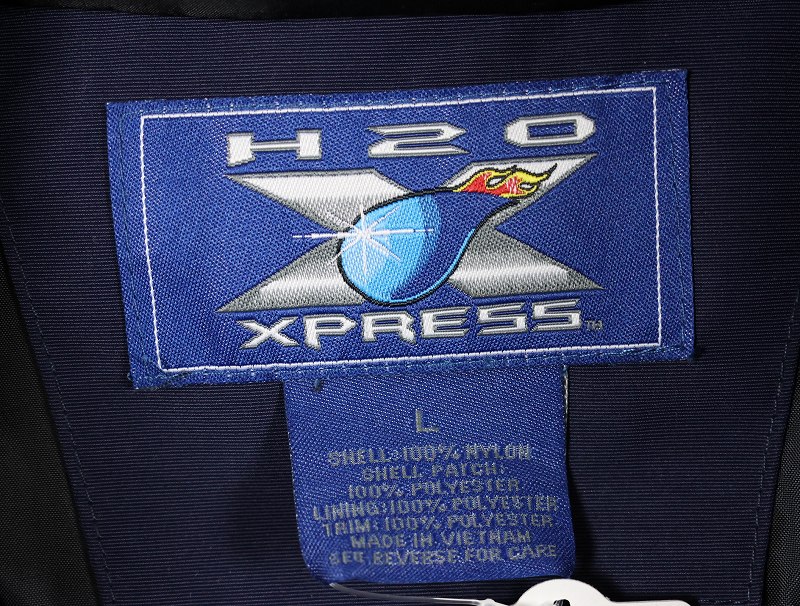 H2O
XPRESS™
L
SHELL:100% NYLON
SHELL PATCH:
100% POLYESTER
LINING:100% POLYESTER
TRIM:100% POLYESTER
MADE IN VIETNAM
SEE REVERSE FOR CARE